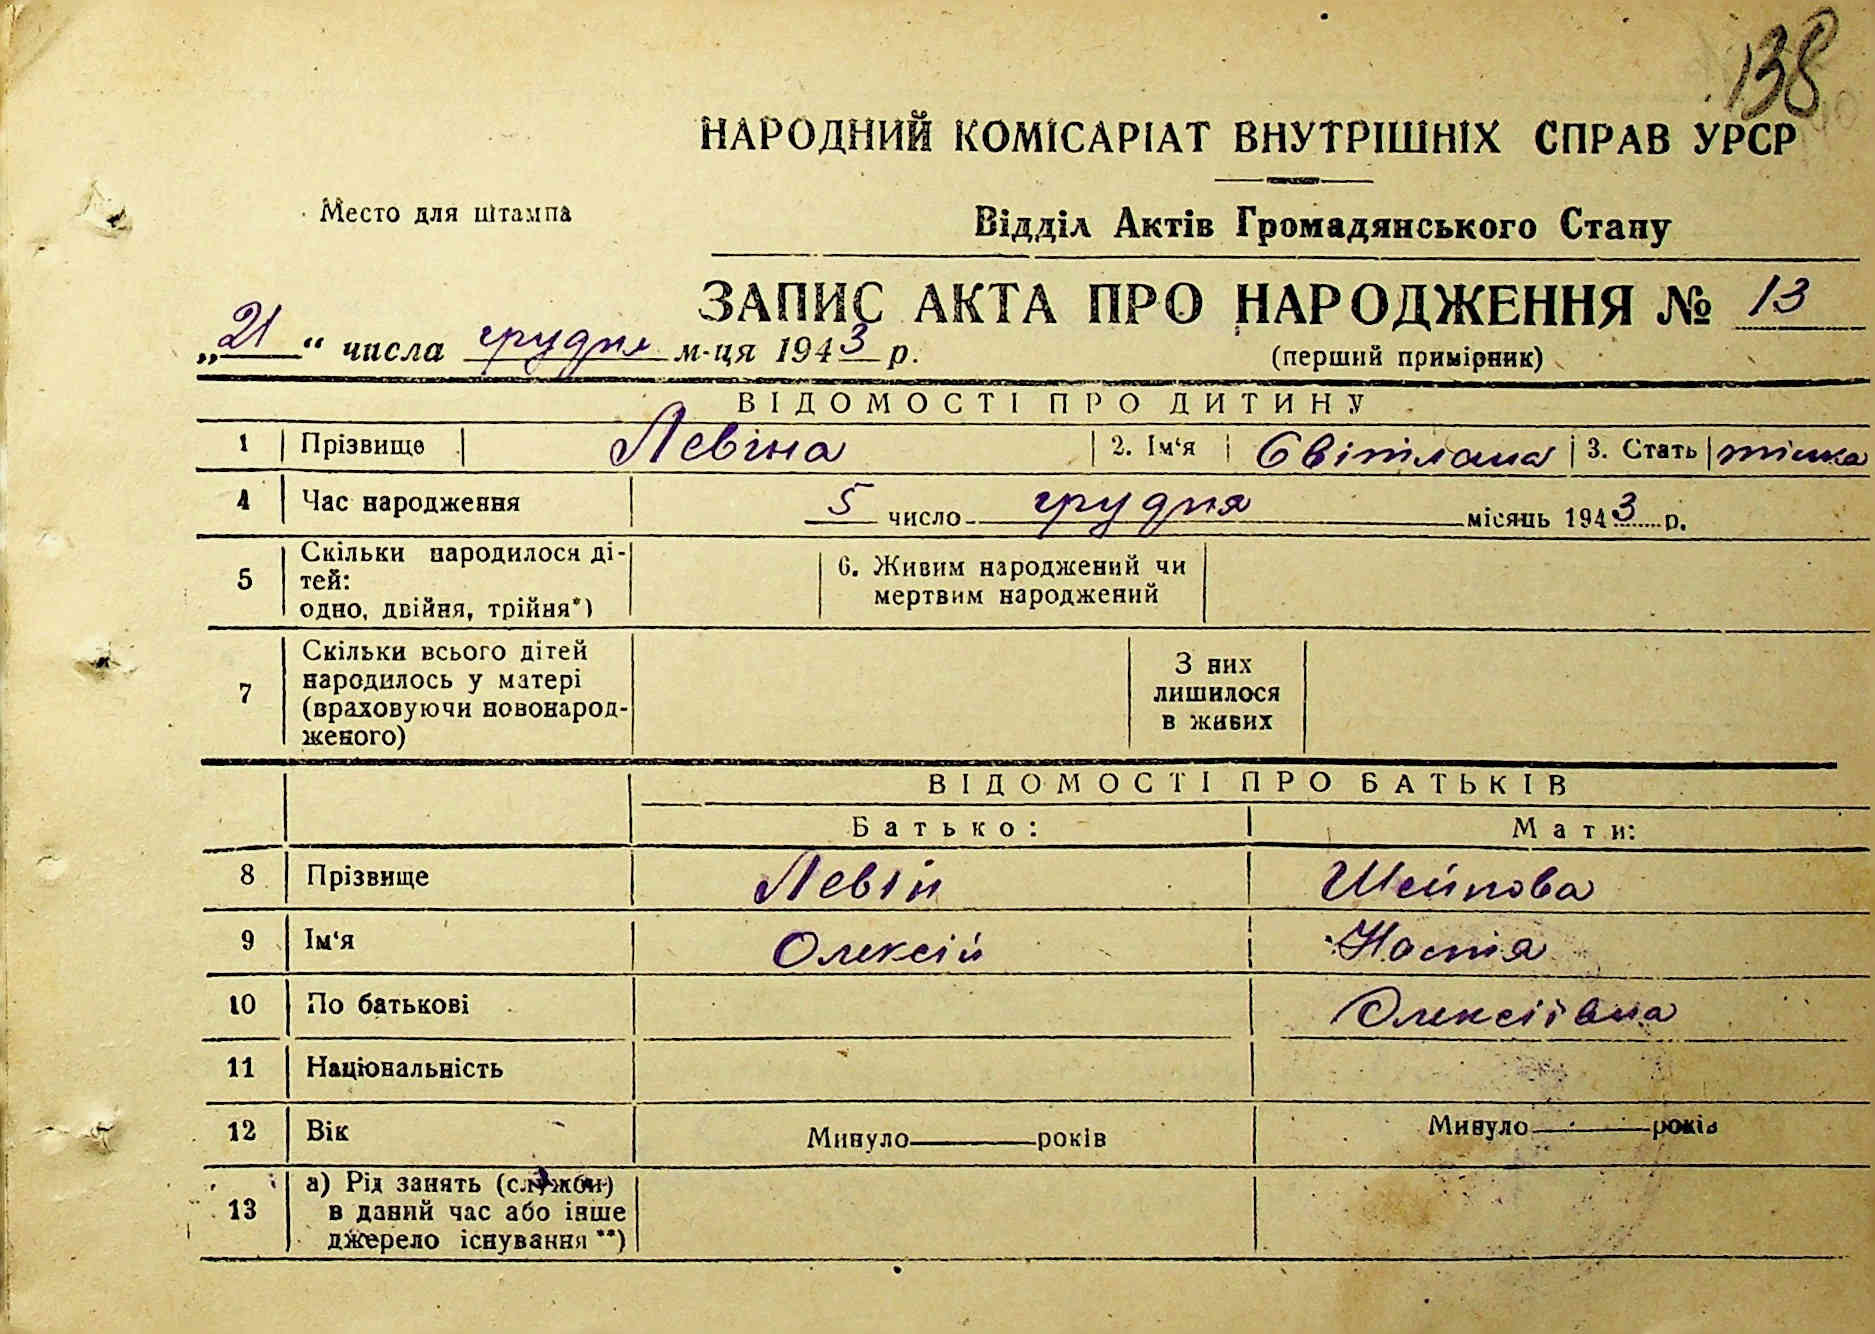 138
НАРОДНИЙ КОМІСАРІАТ ВНУТРІШНІХ СПРАВ УРСР
Место для штампа
Відділ Актів Громадянського Стану
ЗАПИС АКТА ПРО НАРОДЖЕННЯ № 13
„21“ числа грудня м-ця 1943 р.
(перший примірник)
ВІДОМОСТІ ПРО ДИТИНУ
1 Прізвище Левіна 2. Ім‘я Світлана 3. Стать
4 Час народження 5 число грудня місяць 1943 р.
5 Скільки народилося ді-
тей:
одно, двійня, трійня*)
6. Живим народжений чи
мертвим народжений
7 Скільки всього дітей
народилось у матері
(враховуючи новонарод-
женого)
З них
лишилося
в живих
ВІДОМОСТІ ПРО БАТЬКІВ
Батько: Мати:
8 Прізвище Левін
9 Ім‘я Олексій Настя
10 По батькові Олексіївна
11 Національність
12 Вік Минуло років Минуло років
13 а) Рід занять (служби)
в даний час або інше
джерело існування **)